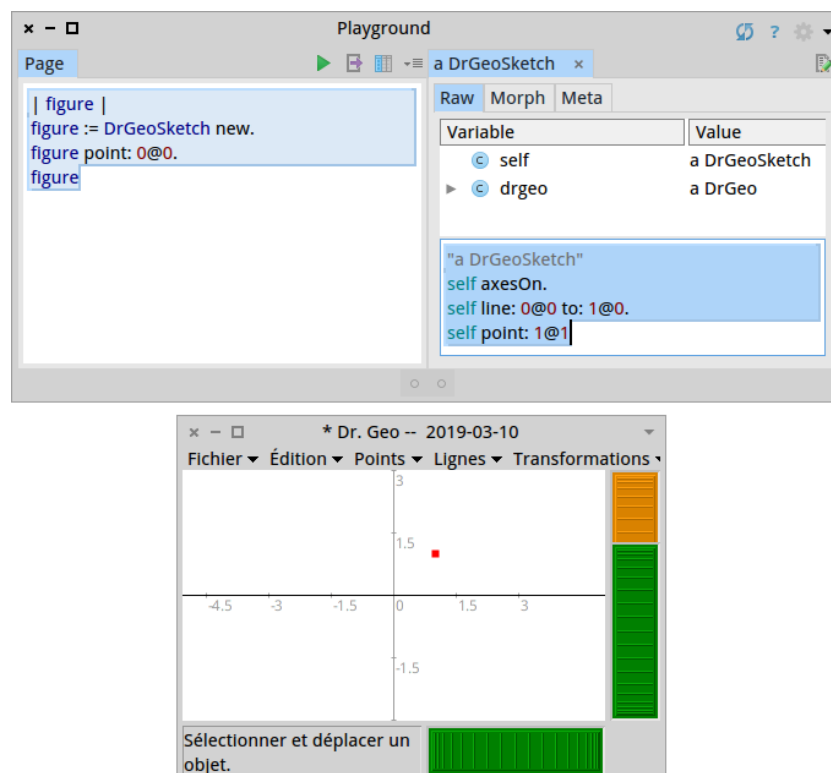 Playground
?
Page
a DrGeoSketch ×
| figure |
figure := DrGeoSketch new.
figure point: 0@0.
figure
Raw Morph Meta
Variable Value
c self a DrGeoSketch
c drgeo a DrGeo
"a DrGeoSketch"
self axesOn.
self line: 0@0 to: 1@0.
self point: 1@1
* Dr. Geo -- 2019-03-10
Fichier Édition Points Lignes Transformations
3
1.5
-4.5 -3 -1.5 0 1.5 3
-1.5
Sélectionner et déplacer un
objet.